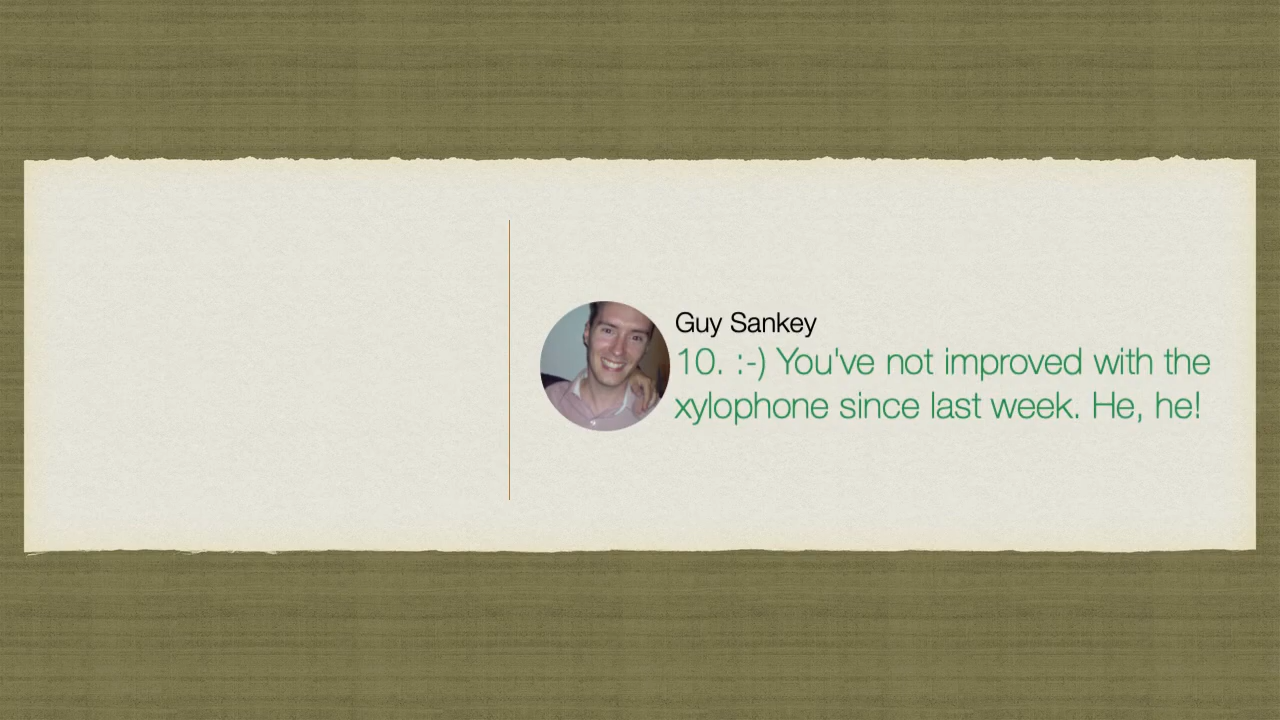 Guy Sankey
10. :-) You've not improved with the
xylophone since last week. He, he!